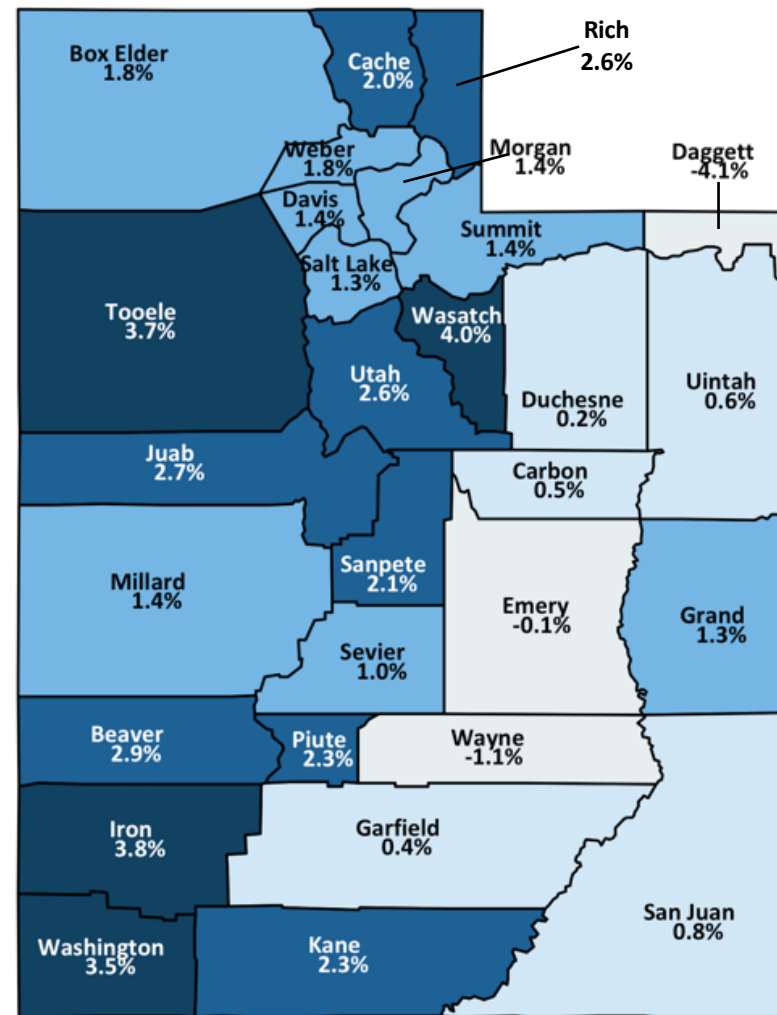 Rich
2.6%
Box Elder
1.8%
Cache
2.0%
Weber
1.8%
Morgan
1.4%
Daggett
-4.1%
Davis
1.4%
Summit
1.4%
Salt Lake
1.3%
Tooele
3.7%
Wasatch
4.0%
Utah
2.6%
Duchesne
0.2%
Uintah
0.6%
Juab
2.7%
Carbon
0.5%
Sanpete
2.1%
Millard
1.4%
Emery
-0.1%
Grand
1.3%
Sevier
1.0%
Beaver
2.9%
Piute
2.3%
Wayne
-1.1%
Iron
3.8%
Garfield
0.4%
San Juan
0.8%
Washington
3.5%
Kane
2.3%